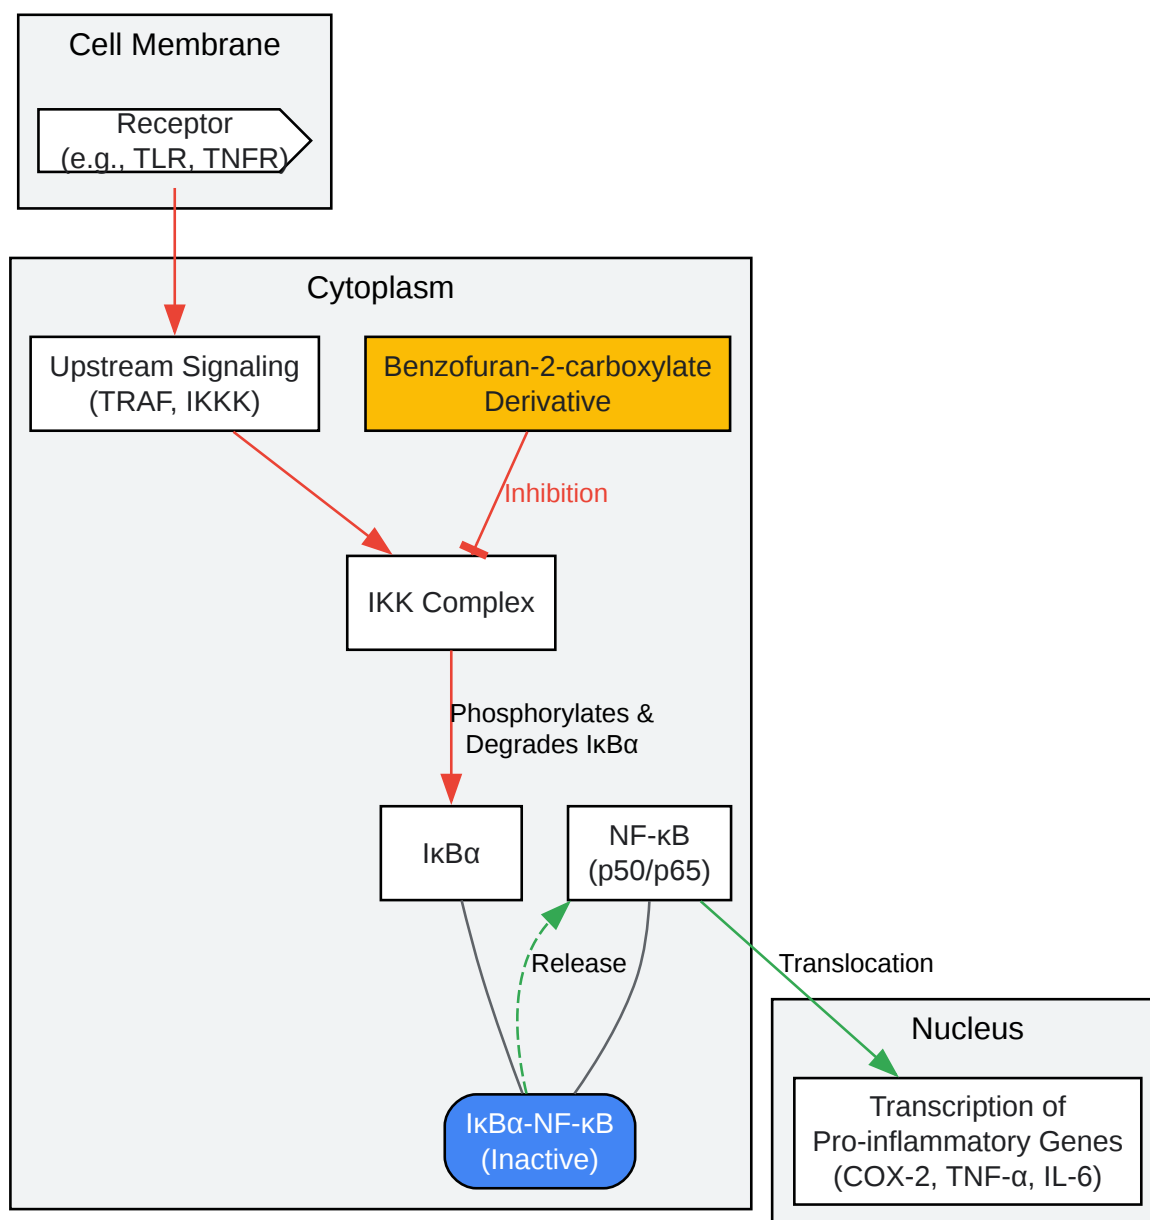 Cell Membrane
Receptor
(e.g., TLR, TNFR)
Cytoplasm
Upstream Signaling
(TRAF, IKKK)
Benzofuran-2-carboxylate
Derivative
Inhibition
IKK Complex
Phosphorylates &
Degrades IκBα
IκBα
NF-κB
(p50/p65)
Release
Translocation
IκBα-NF-κB
(Inactive)
Nucleus
Transcription of
Pro-inflammatory Genes
(COX-2, TNF-α, IL-6)